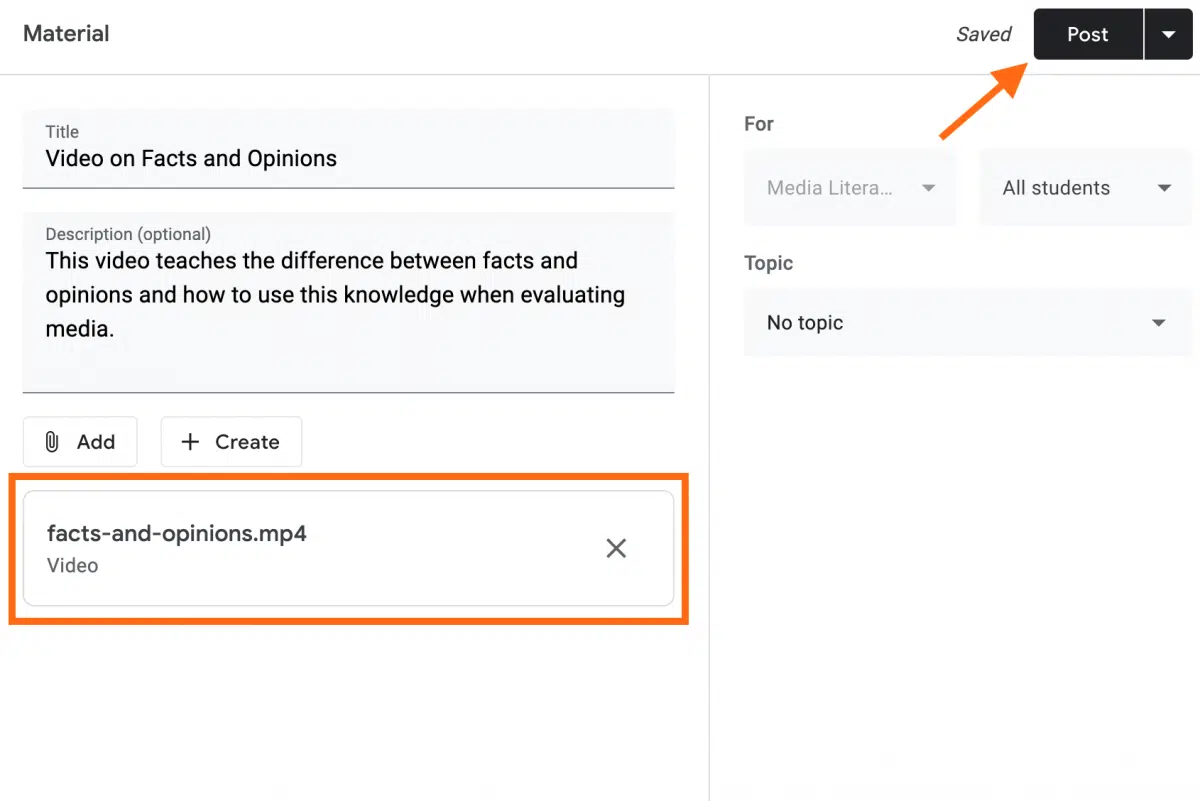 Material
Saved
Post
Title
Video on Facts and Opinions
Description (optional)
This video teaches the difference between facts and
opinions and how to use this knowledge when evaluating
media.
Add
Create
facts-and-opinions.mp4
Video
For
Media Litera...
All students
Topic
No topic